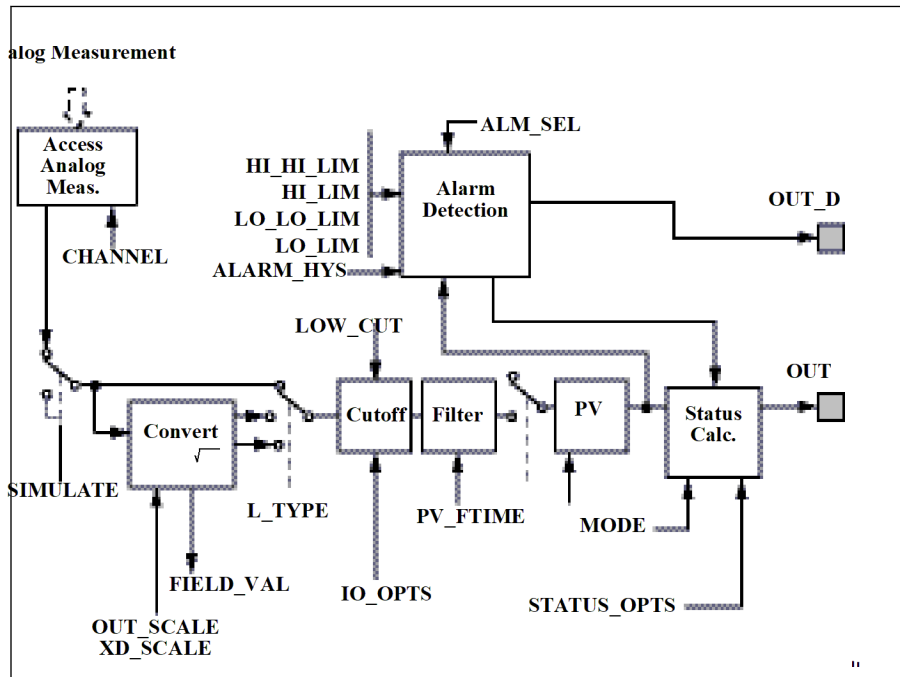 alog Measurement
Access
Analog
Meas.
CHANNEL
ALM_SEL
HI_HI_LIM
HI_LIM
LO_LO_LIM
LO_LIM
ALARM_HYS
Alarm
Detection
OUT_D
LOW_CUT
OUT
Convert
√
Cutoff
Filter
PV
Status
Calc.
SIMULATE
L_TYPE
PV_FTIME
MODE
FIELD_VAL
IO_OPTS
STATUS_OPTS
OUT_SCALE
XD_SCALE